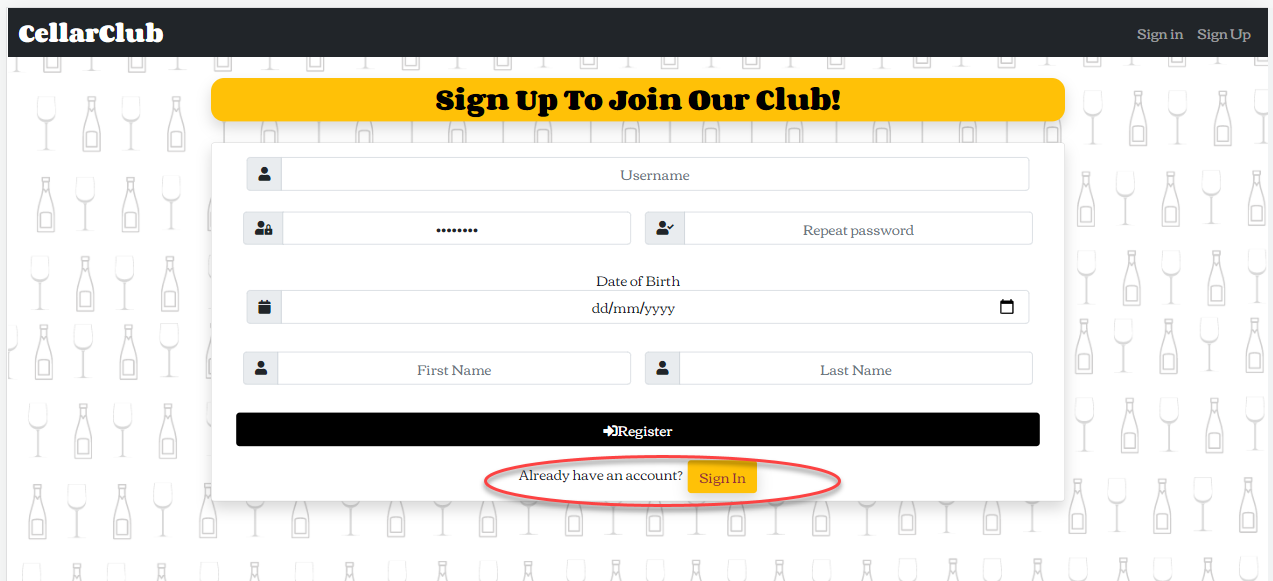 CellarClub
Sign in Sign Up
Sign Up To Join Our Club!
Username
••••••••
Repeat password
Date of Birth
dd/mm/yyyy
First Name
Last Name
Register
Already have an account? Sign In